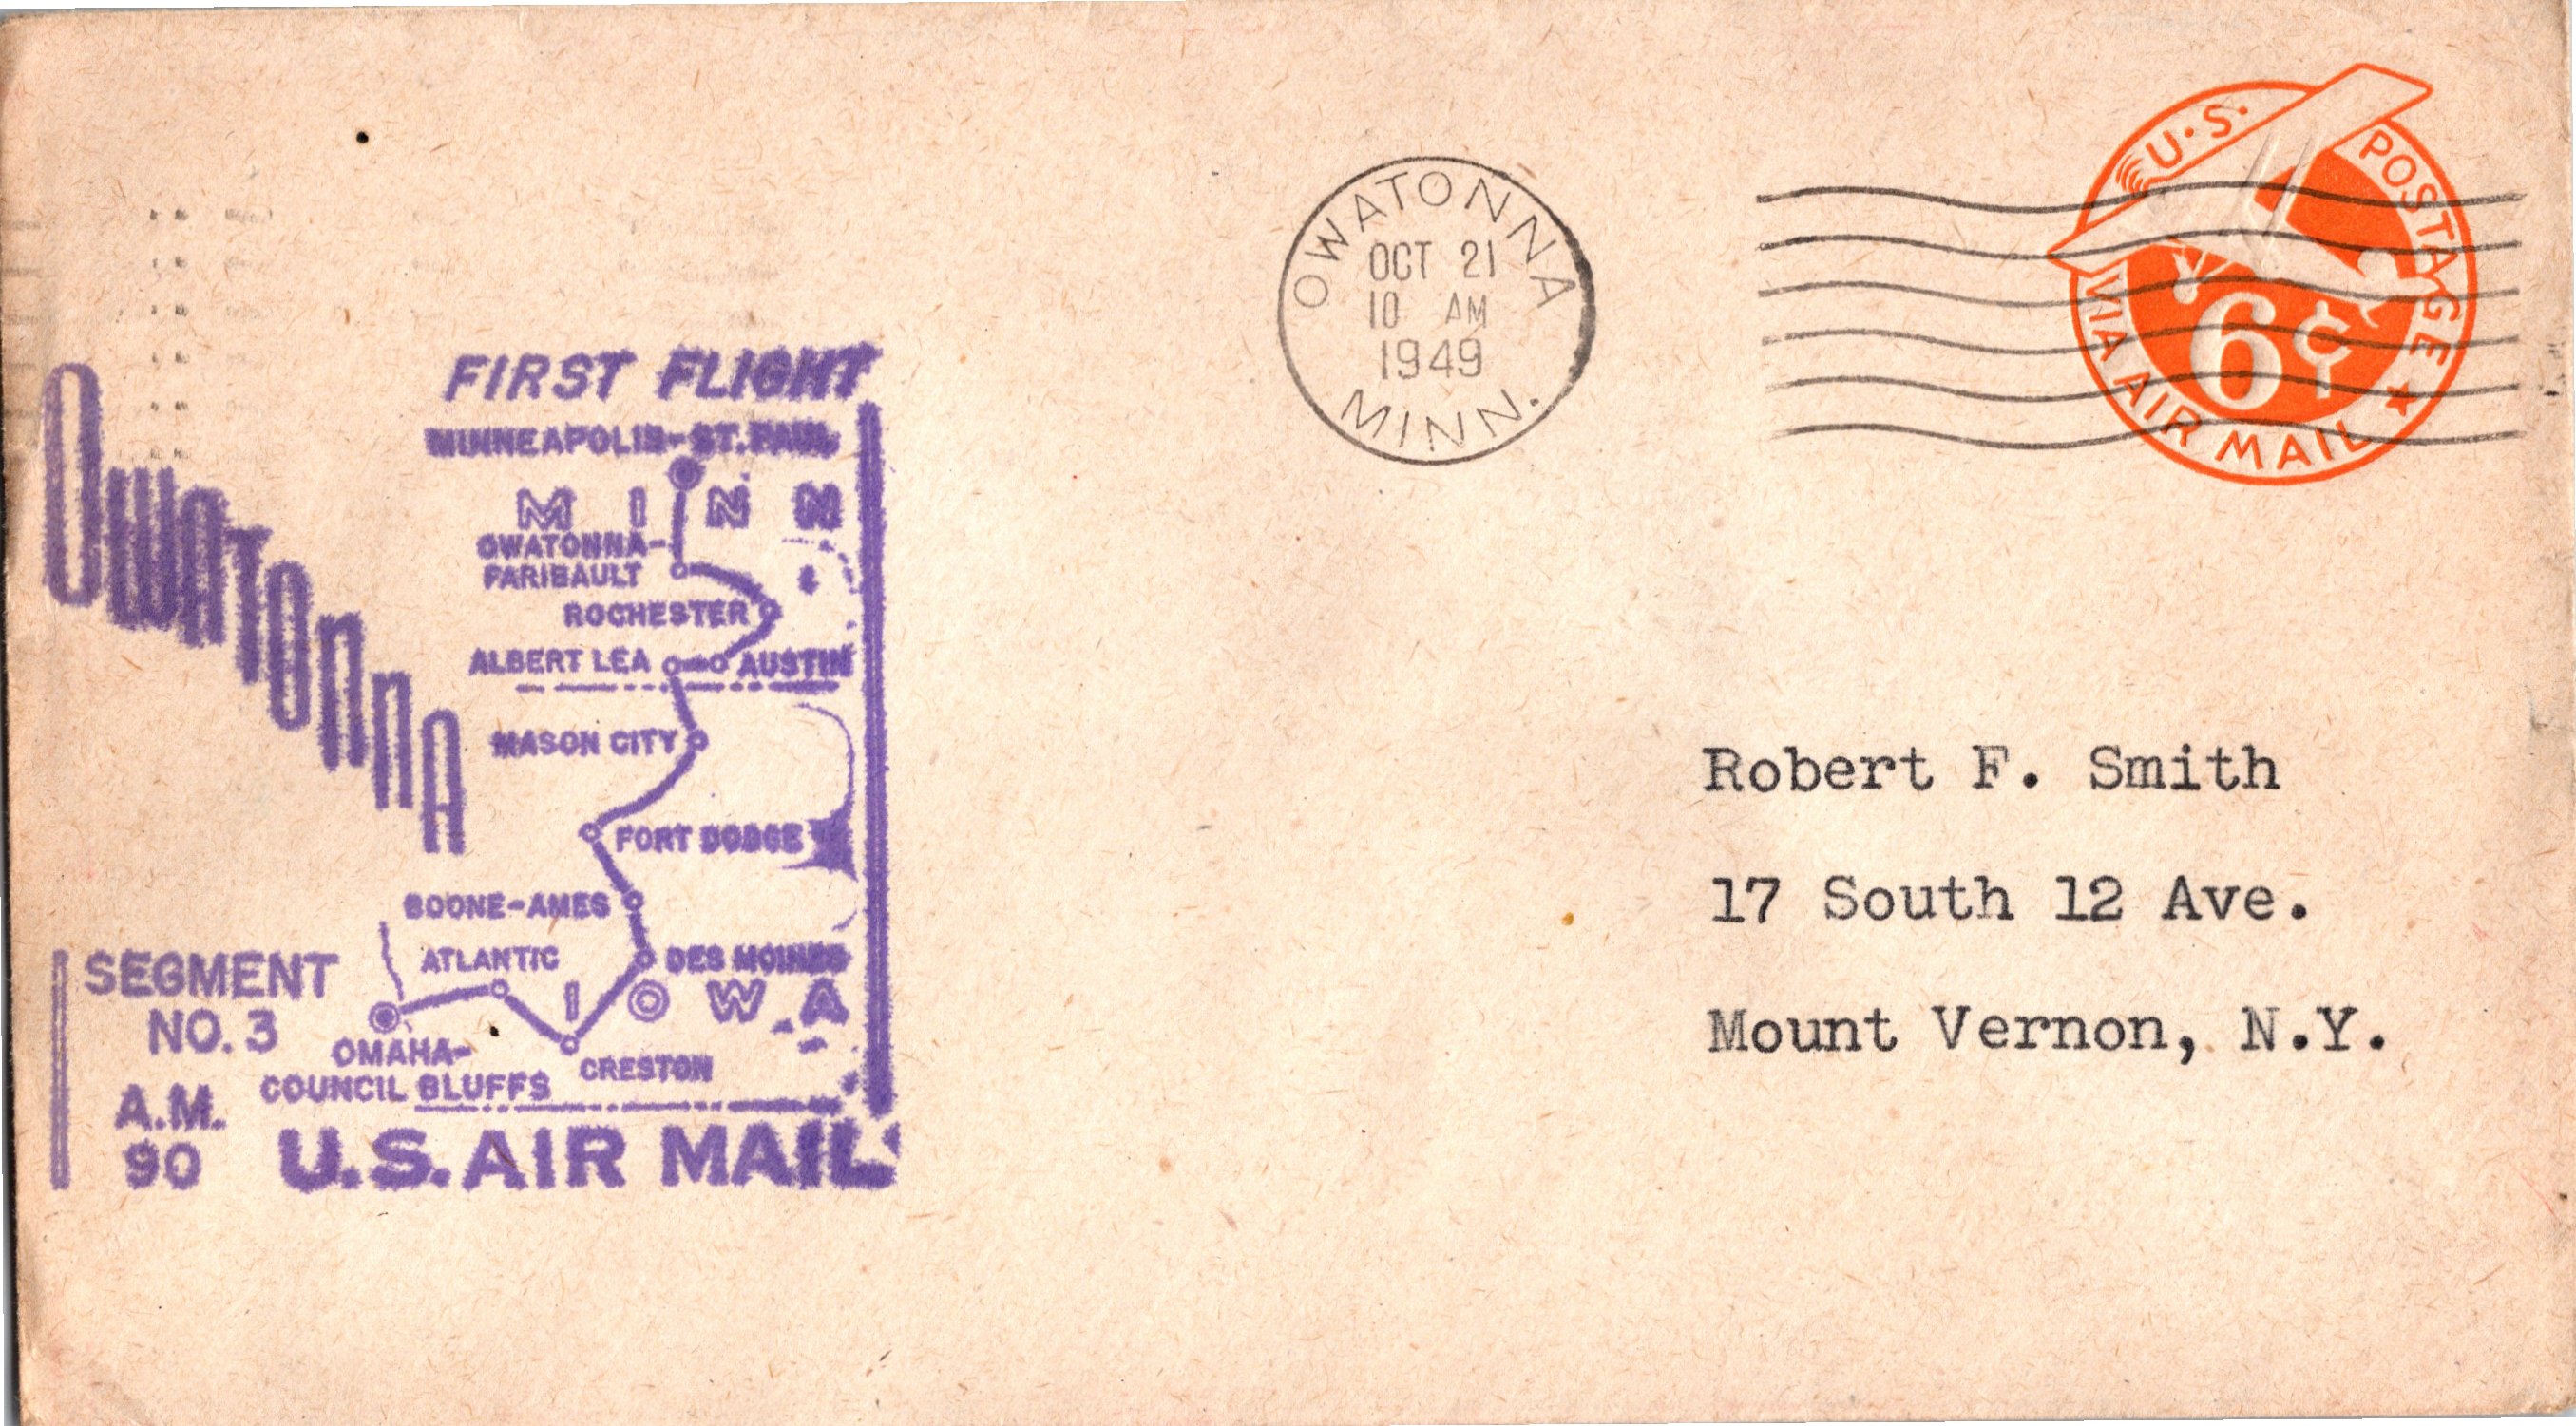 FIRST FLIGHT
MINNEAPOLIS-ST. PAUL
MINN
OWATONNA-
FARIBAULT
ROCHESTER
ALBERT LEA AUSTIN
MASON CITY
FORT DODGE
BOONE-AMES
ATLANTIC DES MOINES
IOWA
OMAHA-
COUNCIL BLUFFS
CRESTON
OWATONNA
SEGMENT
NO. 3
A.M.
90
U.S. AIR MAIL
OWATONNA
OCT 21
10 AM
1949
MINN.
U.S. POSTAGE
6¢
VIA AIR MAIL
Robert F. Smith
17 South 12 Ave.
Mount Vernon, N.Y.